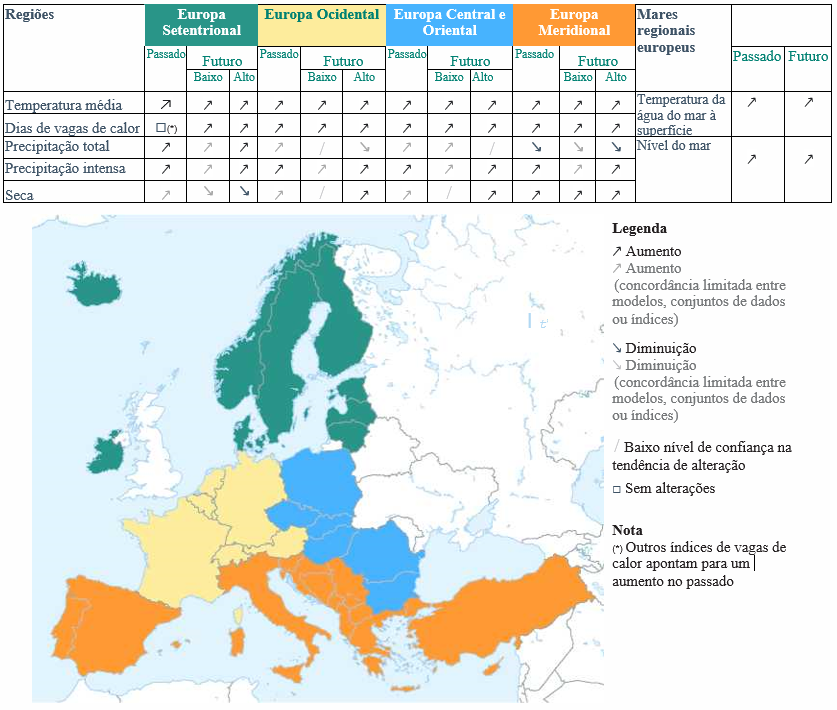 Regiões
Europa
Setentrional
Europa Ocidental
Europa Central e
Oriental
Europa
Meridional
Mares
regionais
europeus
Passado Futuro Passado Futuro Passado Futuro Passado Futuro Passado Futuro
Baixo Alto Baixo Alto Baixo Alto Baixo Alto
Temperatura média ↗ ↗ ↗ ↗ ↗ ↗ ↗ ↗ ↗ ↗ ↗ ↗
Temperatura da
água do mar à
superfície
↗ ↗
Dias de vagas de calor □(*) ↗ ↗ ↗ ↗ ↗ ↗ ↗ ↗ ↗ ↗ ↗
Precipitação total ↗ ↗ ↗ ↗ / ↘ ↗ ↗ / ↘ ↘ ↘
Nível do mar ↗ ↗
Precipitação intensa ↗ ↗ ↗ ↗ ↗ ↗ ↗ ↗ ↗ ↗ ↗ ↗
Seca ↗ ↘ ↘ ↗ / ↗ ↗ / ↗ ↗ ↗ ↗
Legenda
↗ Aumento
↗ Aumento
(concordância limitada entre
modelos, conjuntos de dados
ou índices)
↘ Diminuição
↘ Diminuição
(concordância limitada entre
modelos, conjuntos de dados
ou índices)
/ Baixo nível de confiança na
tendência de alteração
□ Sem alterações
Nota
(*) Outros índices de vagas de
calor apontam para um
aumento no passado